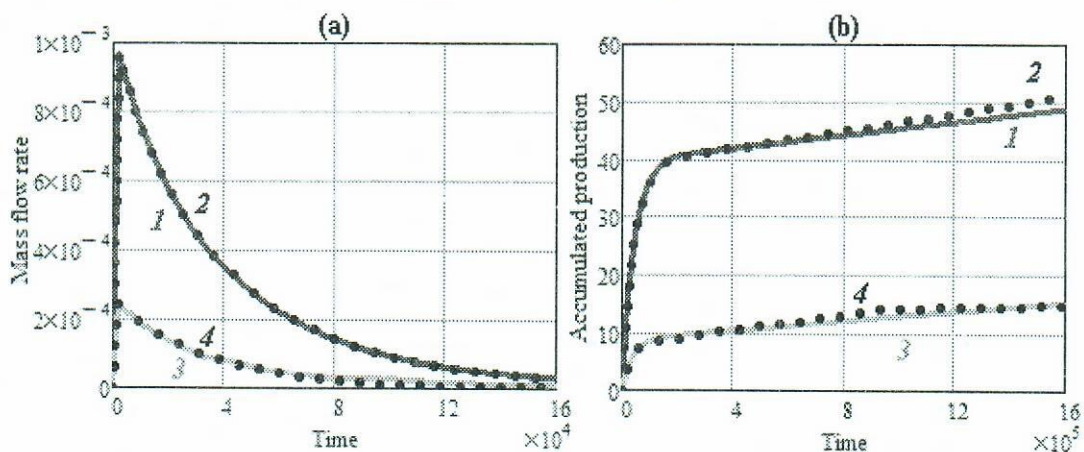 (a)
1×10⁻³
8×10⁻⁴
6×10⁻⁴
4×10⁻⁴
2×10⁻⁴
0
Mass flow rate
1
2
4
3
0 4 8 12 16
Time ×10⁴
(b)
60
50
40
30
20
10
0
Accumulated production
2
1
4
3
0 4 8 12 16
Time ×10⁵